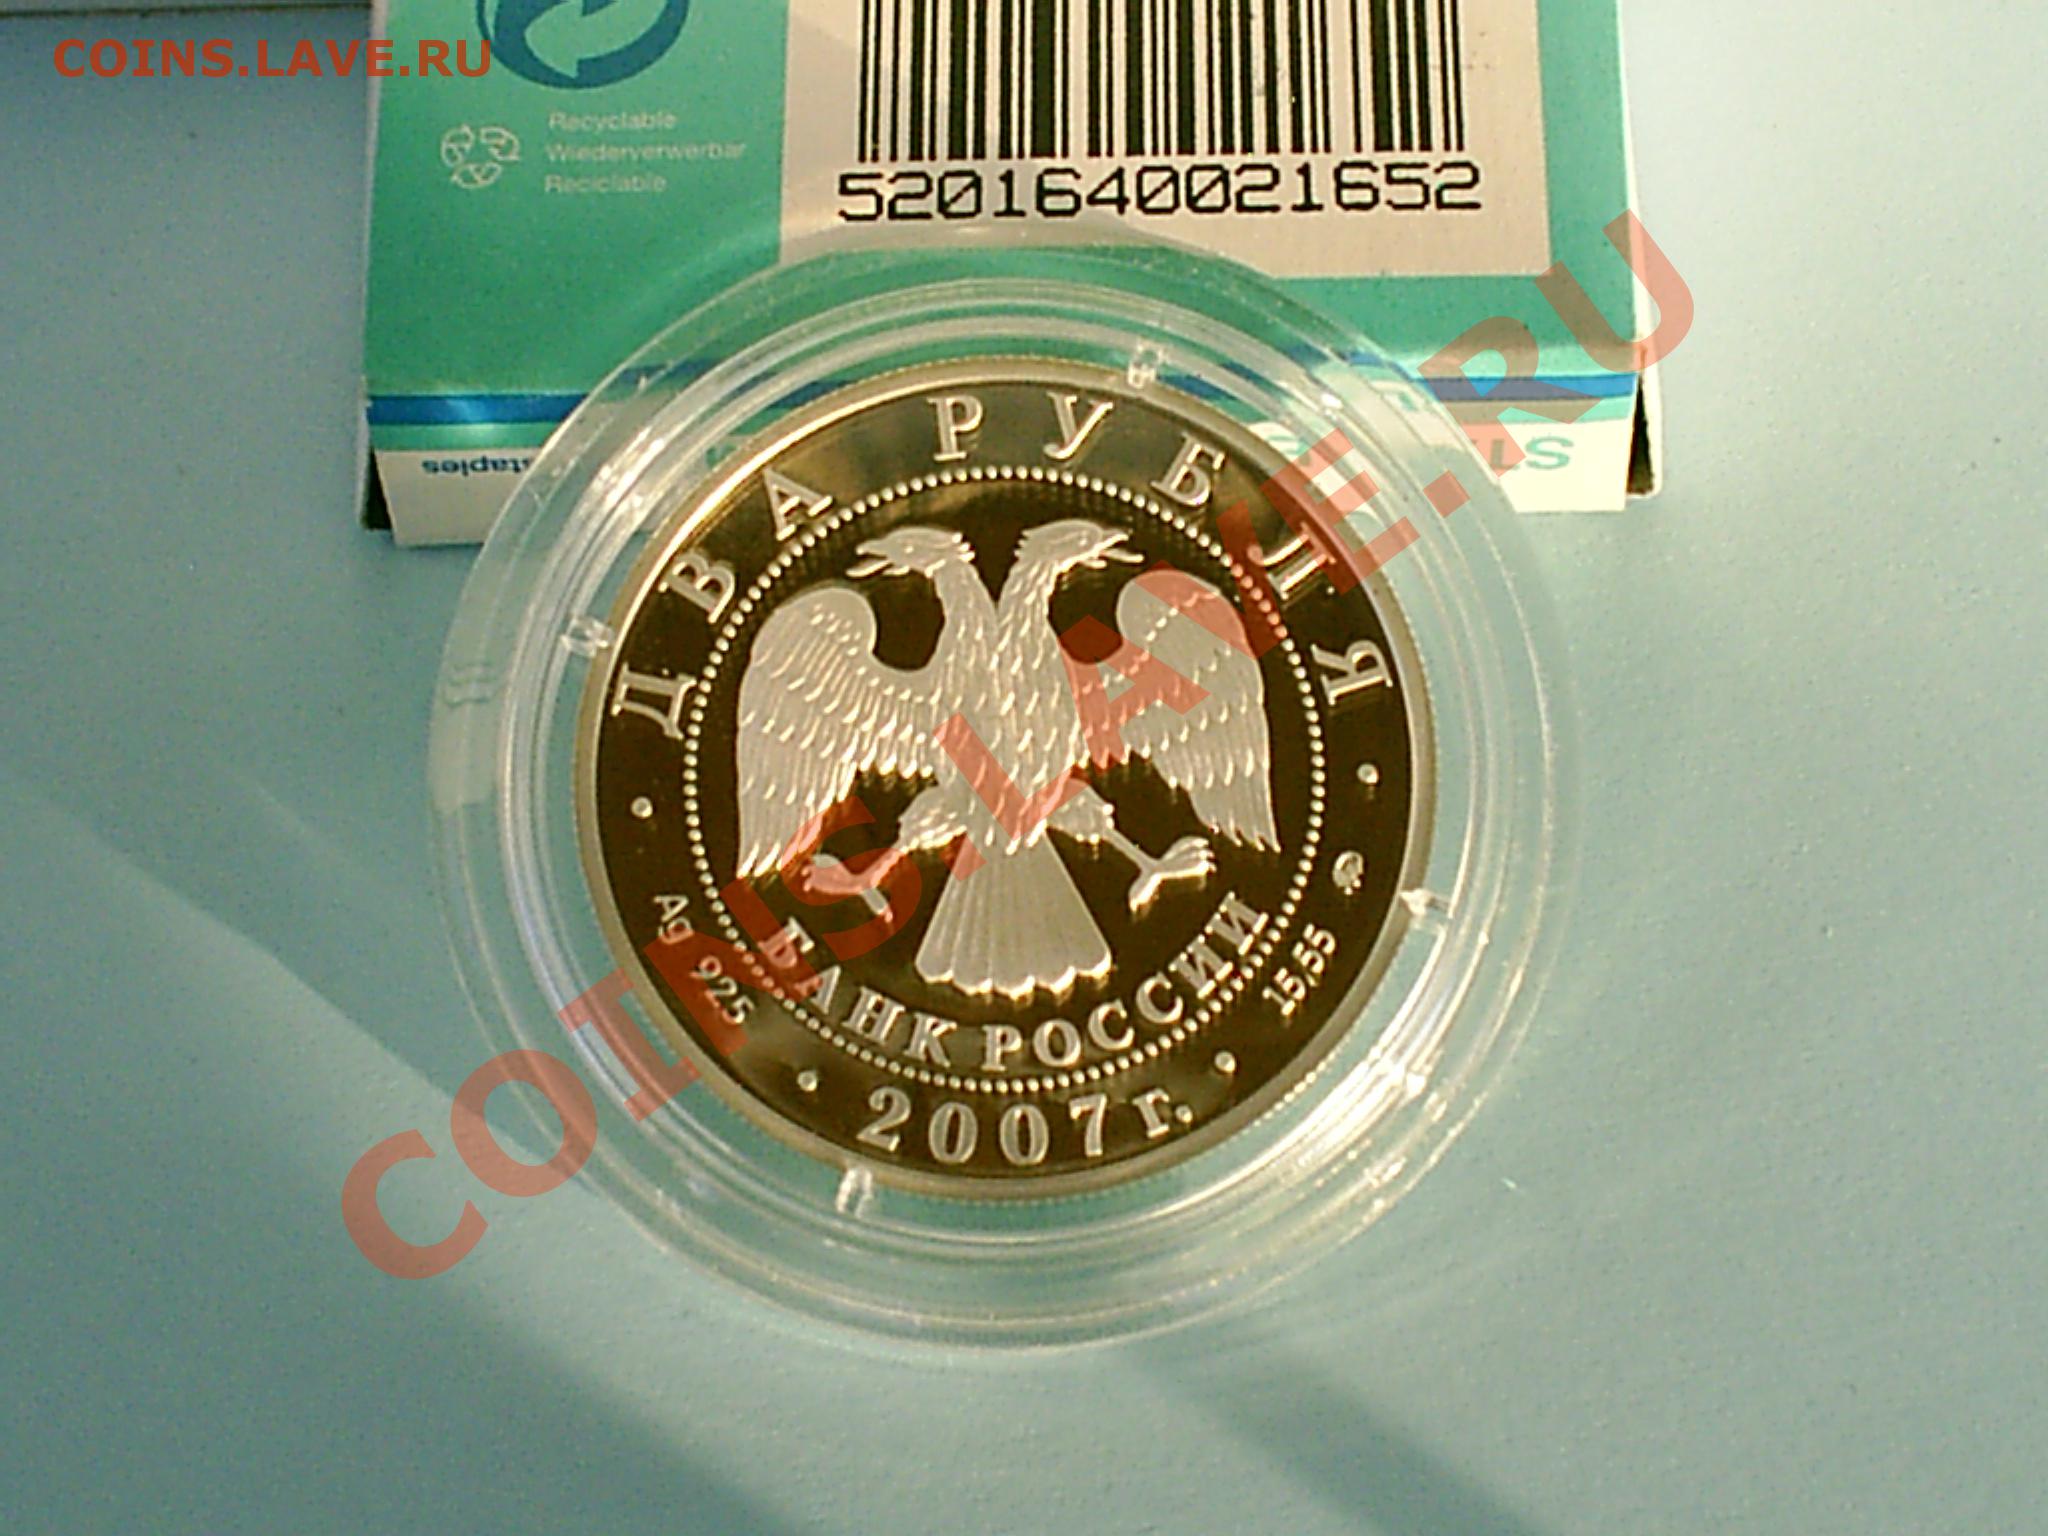 COINS.LAVE.RU
Recyclable
Wiederverwerbar
Reciclable
5201640021652
staples
ДВА РУБЛЯ
Ag 925
БАНК РОССИИ
15,55
2007 г.
COINS.LAVE.RU